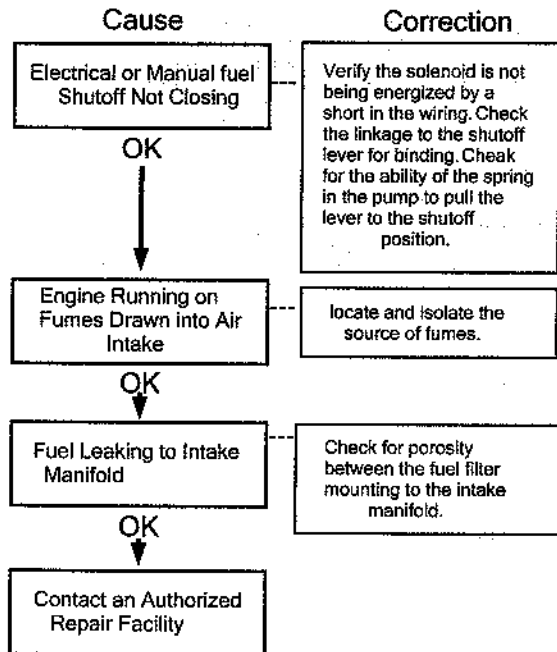 Cause
Correction
Electrical or Manual fuel
Shutoff Not Closing
Verify the solenoid is not
being energized by a
short in the wiring. Check
the linkage to the shutoff
lever for binding. Cheak
for the ability of the spring
in the pump to pull the
lever to the shutoff
position.
OK
Engine Running on
Fumes Drawn into Air
Intake
locate and isolate the
source of fumes.
OK
Fuel Leaking to Intake
Manifold
Check for porosity
between the fuel filter
mounting to the intake
manifold.
OK
Contact an Authorized
Repair Facility